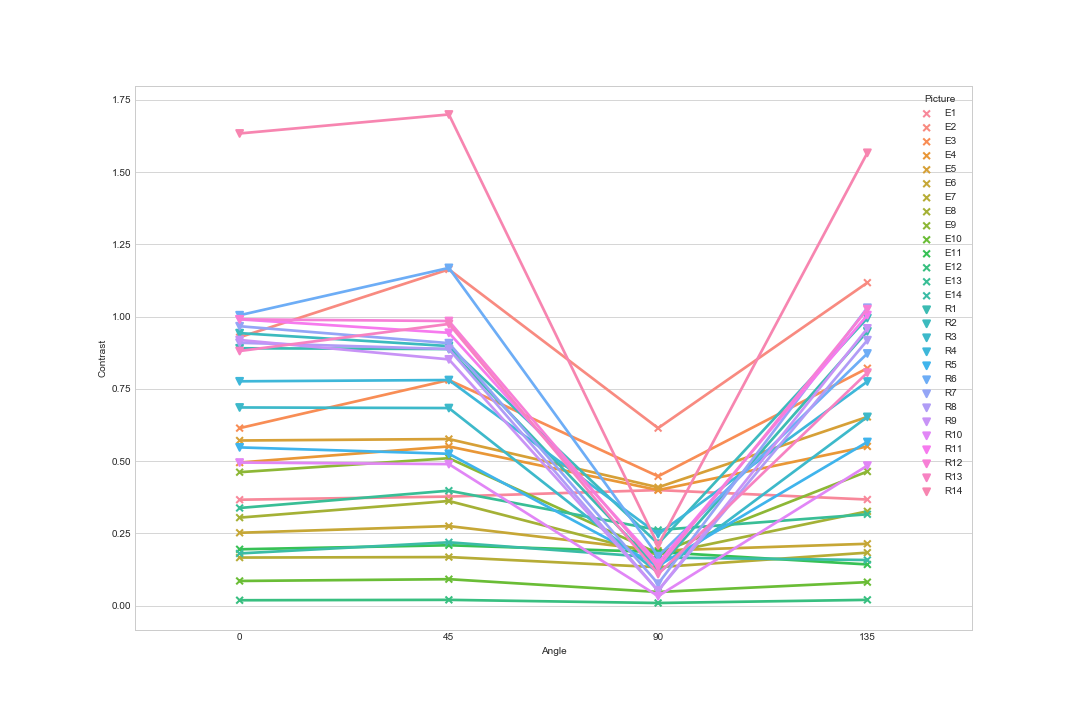 1.75
1.50
1.25
1.00
0.75
0.50
0.25
0.00
Contrast
0
45
90
135
Angle
Picture
E1
E2
E3
E4
E5
E6
E7
E8
E9
E10
E11
E12
E13
E14
R1
R2
R3
R4
R5
R6
R7
R8
R9
R10
R11
R12
R13
R14